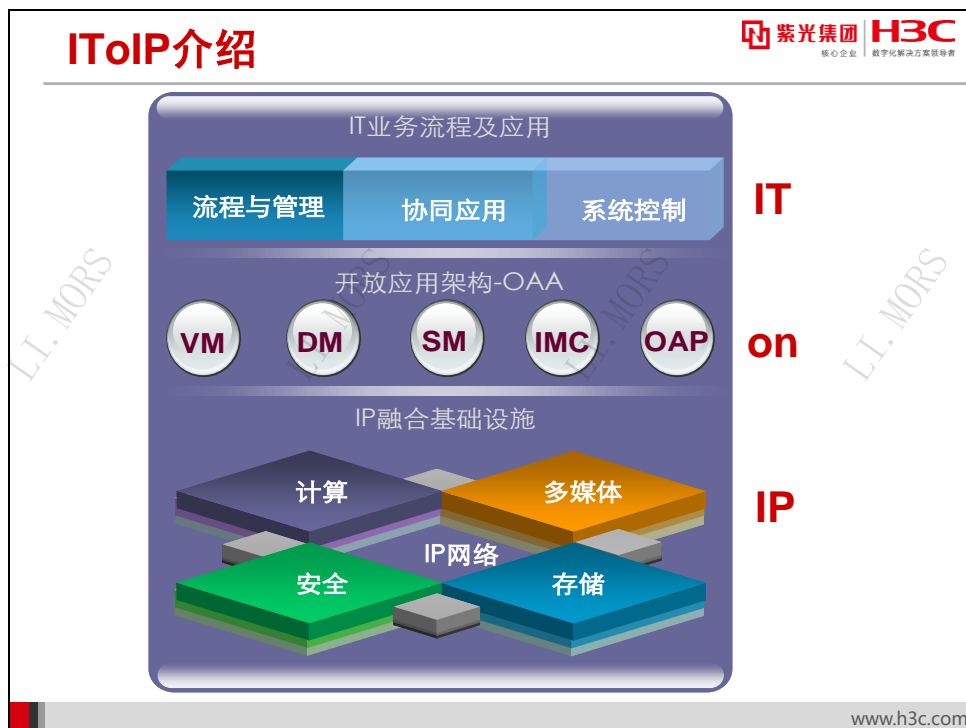 IToIP介绍
紫光集团 H3C
核心企业 数字化解决方案领导者
IT业务流程及应用
流程与管理 协同应用 系统控制
IT
开放应用架构-OAA
VM DM SM IMC OAP
on
IP融合基础设施
计算 多媒体
IP
IP网络
安全 存储
LI. MORS LI. MORS LI. MORS LI. MORS
www.h3c.com